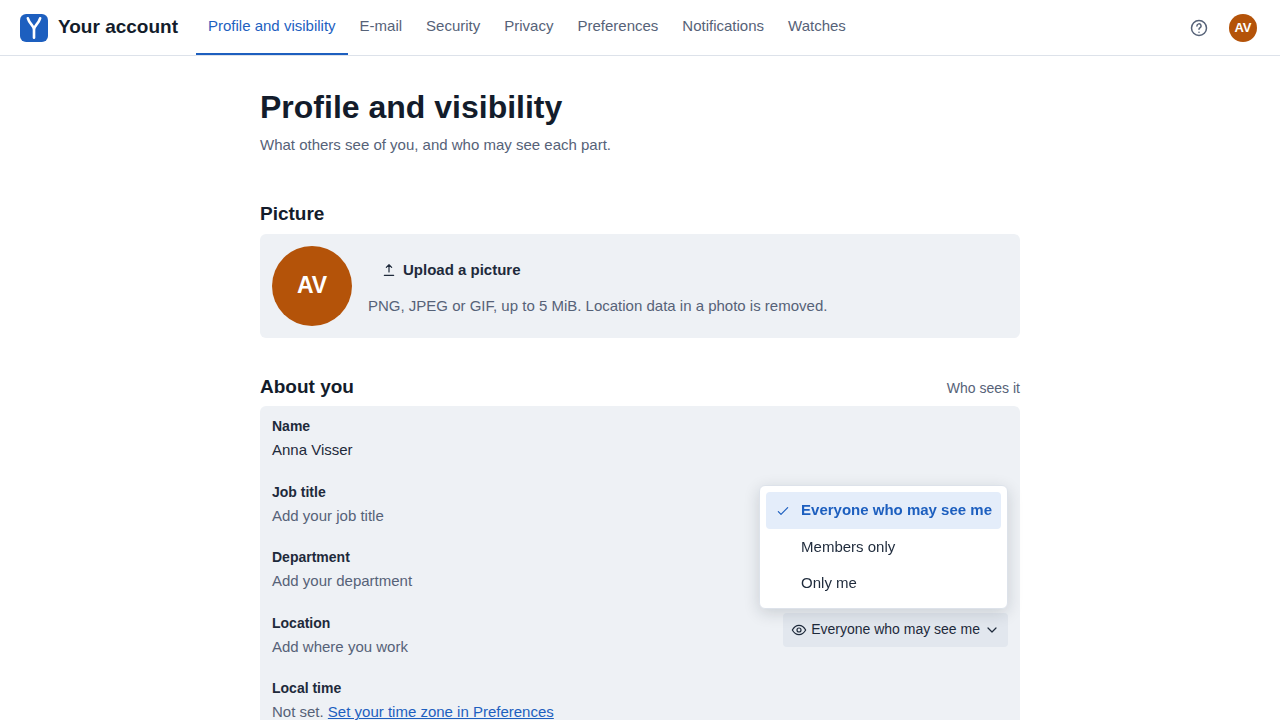 Your account
Profile and visibility
E-mail
Security
Privacy
Preferences
Notifications
Watches
AV
Profile and visibility
What others see of you, and who may see each part.
Picture
AV
Upload a picture
PNG, JPEG or GIF, up to 5 MiB. Location data in a photo is removed.
About you
Who sees it
Name
Anna Visser
Job title
Add your job title
Everyone who may see me
Members only
Only me
Department
Add your department
Location
Add where you work
Everyone who may see me
Local time
Not set. Set your time zone in Preferences